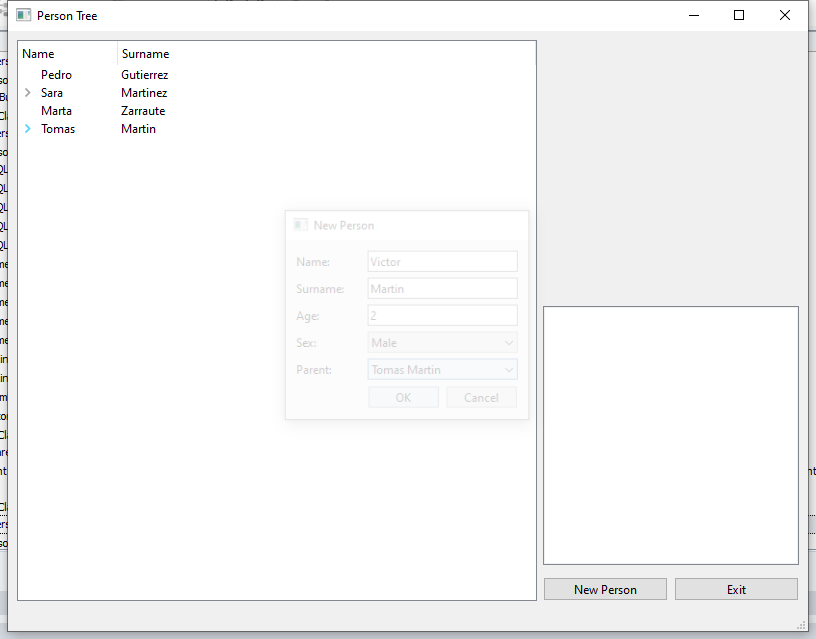 Person Tree
Name Surname
Pedro Gutierrez
Sara Martinez
Marta Zarraute
Tomas Martin
New Person
Name: Victor
Surname: Martin
Age: 2
Sex: Male
Parent: Tomas Martin
OK Cancel
New Person Exit